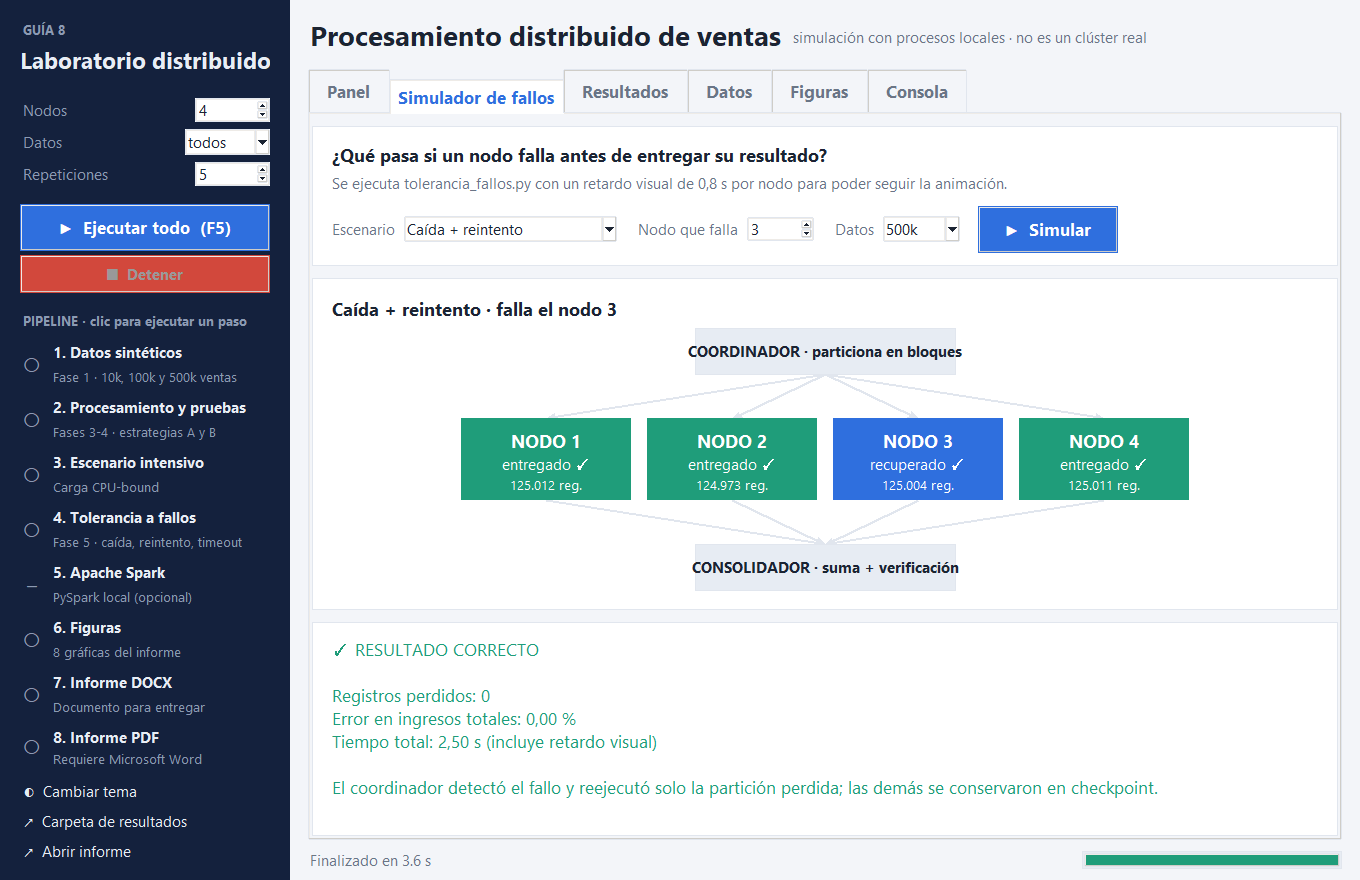 GUÍA 8
Laboratorio distribuido
Nodos 4
Datos todos
Repeticiones 5
► Ejecutar todo (F5)
■ Detener
PIPELINE · clic para ejecutar un paso
1. Datos sintéticos
Fase 1 · 10k, 100k y 500k ventas
2. Procesamiento y pruebas
Fases 3-4 · estrategias A y B
3. Escenario intensivo
Carga CPU-bound
4. Tolerancia a fallos
Fase 5 · caída, reintento, timeout
5. Apache Spark
PySpark local (opcional)
6. Figuras
8 gráficas del informe
7. Informe DOCX
Documento para entregar
8. Informe PDF
Requiere Microsoft Word
◐ Cambiar tema
↗ Carpeta de resultados
↗ Abrir informe
Procesamiento distribuido de ventas simulación con procesos locales · no es un clúster real
Panel Simulador de fallos Resultados Datos Figuras Consola
¿Qué pasa si un nodo falla antes de entregar su resultado?
Se ejecuta tolerancia_fallos.py con un retardo visual de 0,8 s por nodo para poder seguir la animación.
Escenario Caída + reintento Nodo que falla 3 Datos 500k ► Simular
Caída + reintento · falla el nodo 3
COORDINADOR · particiona en bloques
NODO 1 NODO 2 NODO 3 NODO 4
entregado ✓ entregado ✓ recuperado ✓ entregado ✓
125.012 reg. 124.973 reg. 125.004 reg. 125.011 reg.
CONSOLIDADOR · suma + verificación
✓ RESULTADO CORRECTO
Registros perdidos: 0
Error en ingresos totales: 0,00 %
Tiempo total: 2,50 s (incluye retardo visual)
El coordinador detectó el fallo y reejecutó solo la partición perdida; las demás se conservaron en checkpoint.
Finalizado en 3.6 s